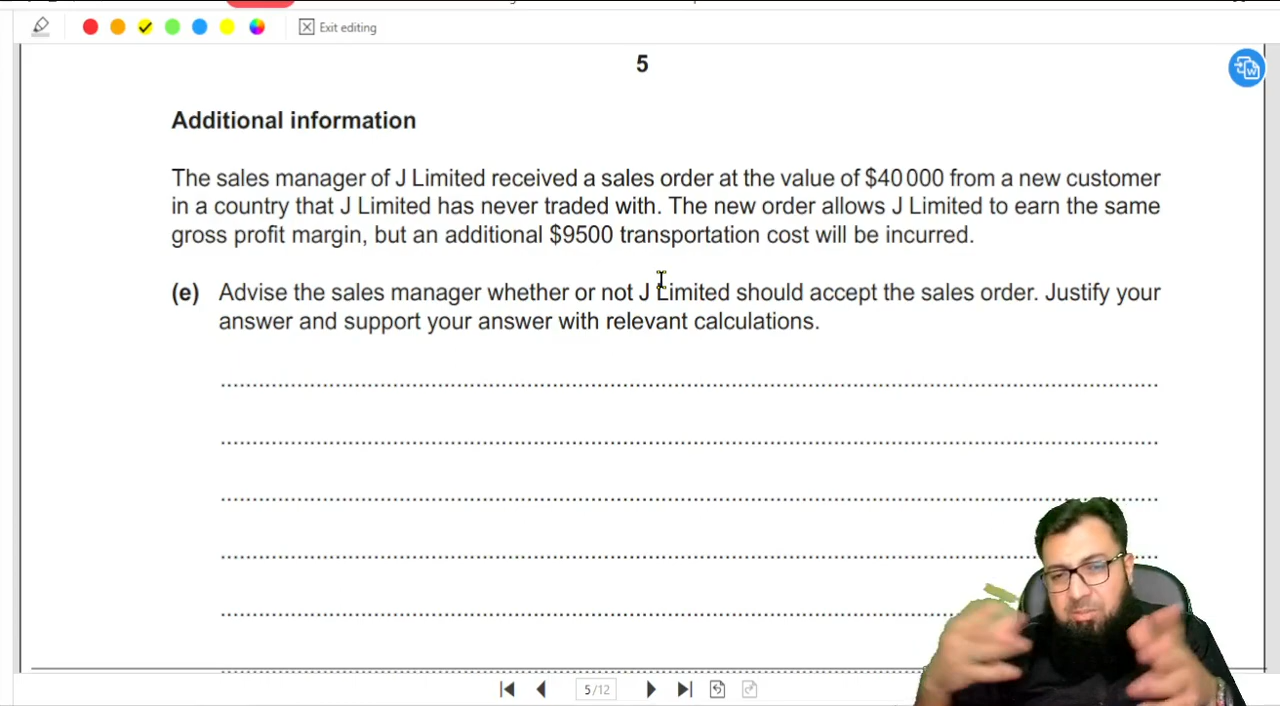 Exit editing
5
Additional information
The sales manager of J Limited received a sales order at the value of $40 000 from a new customer
in a country that J Limited has never traded with. The new order allows J Limited to earn the same
gross profit margin, but an additional $9500 transportation cost will be incurred.
(e) Advise the sales manager whether or not J Limited should accept the sales order. Justify your
answer and support your answer with relevant calculations.
5/12